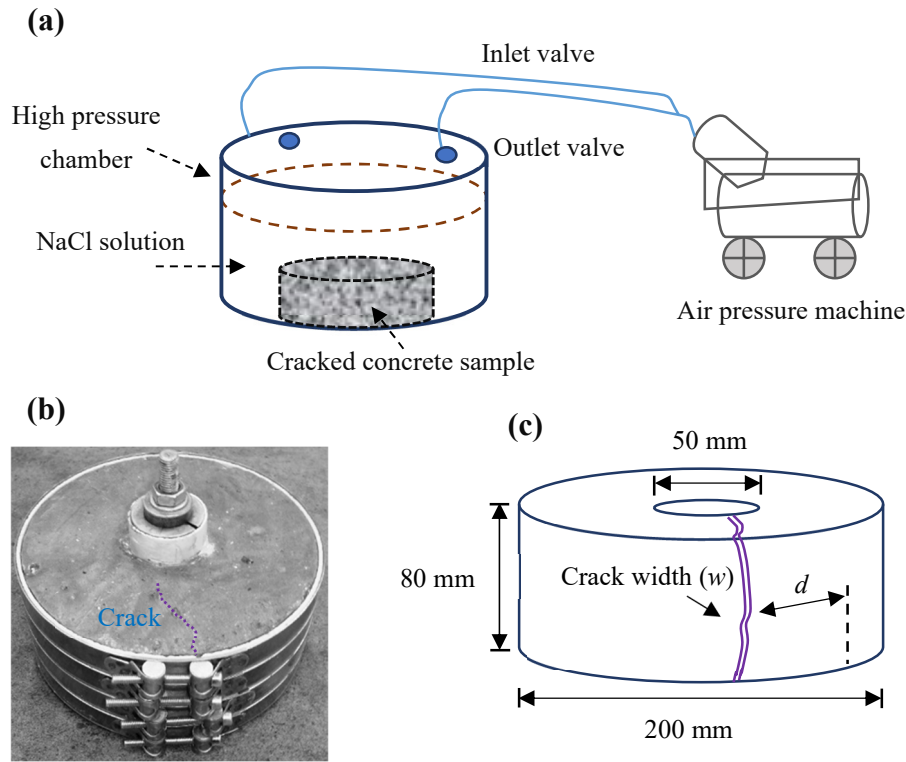 (a)
Inlet valve
High pressure
chamber
Outlet valve
NaCl solution
Air pressure machine
Cracked concrete sample
(b)
Crack
(c)
50 mm
80 mm
Crack width (w)
d
200 mm